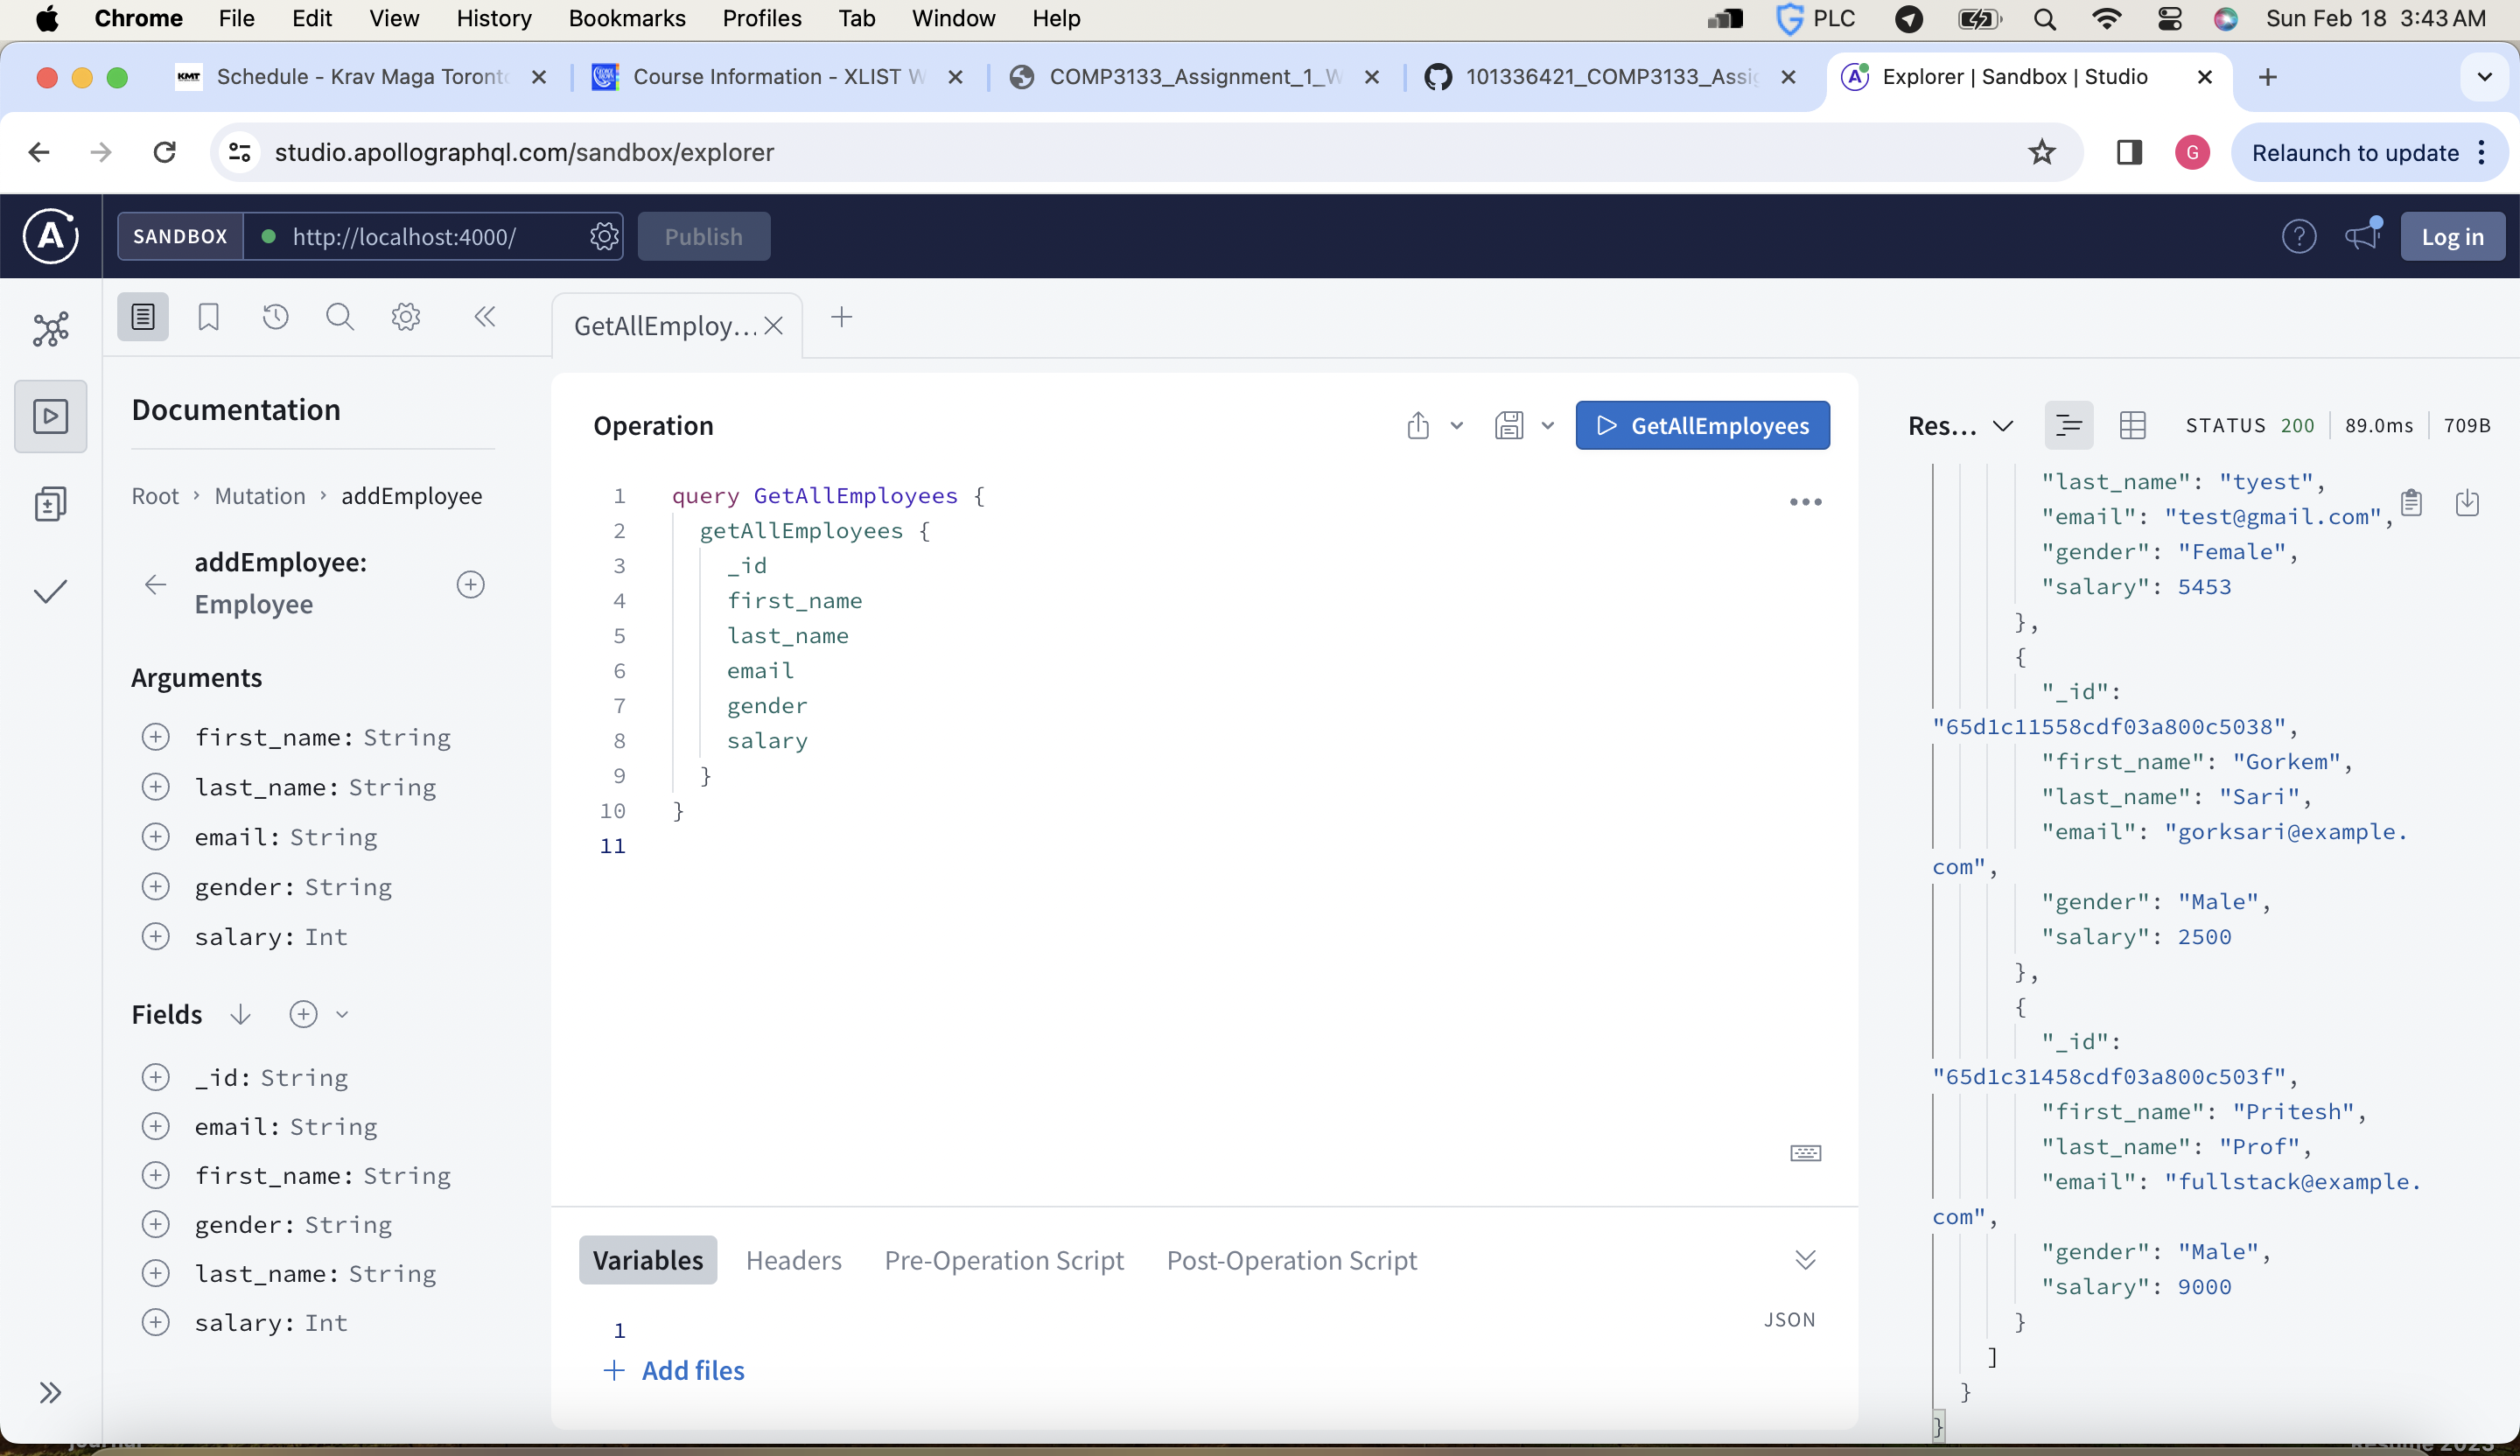 Chrome File Edit View History Bookmarks Profiles Tab Window Help PLC Sun Feb 18 3:43 AM
KMT Schedule - Krav Maga Toronto Course Information - XLIST W COMP3133_Assignment_1_W 101336421_COMP3133_Assig Explorer | Sandbox | Studio
studio.apollographql.com/sandbox/explorer G Relaunch to update
SANDBOX http://localhost:4000/ Publish ? Log in
GetAllEmploy...
Documentation
Root › Mutation › addEmployee
addEmployee:
Employee
Arguments
first_name: String
last_name: String
email: String
gender: String
salary: Int
Fields
_id: String
email: String
first_name: String
gender: String
last_name: String
salary: Int
Operation GetAllEmployees
1 query GetAllEmployees {
2 getAllEmployees {
3 _id
4 first_name
5 last_name
6 email
7 gender
8 salary
9 }
10 }
11
Variables Headers Pre-Operation Script Post-Operation Script
JSON
1
+ Add files
Res... STATUS 200 89.0ms 709B
"last_name": "tyest",
"email": "test@gmail.com",
"gender": "Female",
"salary": 5453
},
{
"_id":
"65d1c11558cdf03a800c5038",
"first_name": "Gorkem",
"last_name": "Sari",
"email": "gorksari@example.
com",
"gender": "Male",
"salary": 2500
},
{
"_id":
"65d1c31458cdf03a800c503f",
"first_name": "Pritesh",
"last_name": "Prof",
"email": "fullstack@example.
com",
"gender": "Male",
"salary": 9000
}
]
}
}